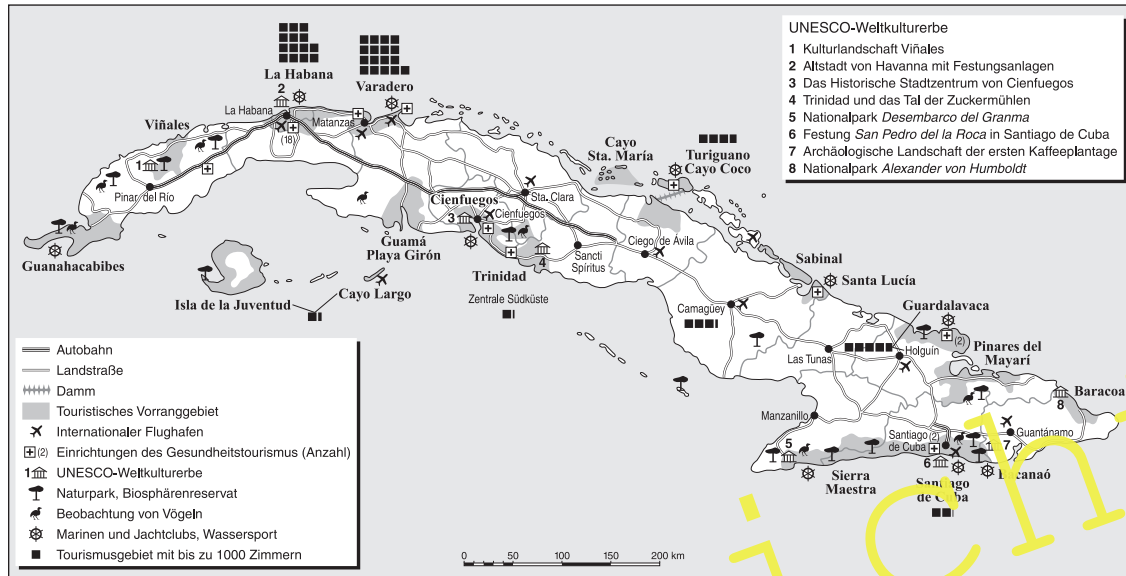 UNESCO-Weltkulturerbe
1 Kulturlandschaft Viñales
2 Altstadt von Havanna mit Festungsanlagen
3 Das Historische Stadtzentrum von Cienfuegos
4 Trinidad und das Tal der Zuckermühlen
5 Nationalpark Desembarco del Granma
6 Festung San Pedro del la Roca in Santiago de Cuba
7 Archäologische Landschaft der ersten Kaffeeplantage
8 Nationalpark Alexander von Humboldt
La Habana
2
Varadero
La Habana
(18)
Matanzas
Viñales
1
Pinar del Río
Guanahacabibes
Isla de la Juventud
Cayo Largo
Guamá
Playa Girón
Cienfuegos
3
Cienfuegos
Sta. Clara
Trinidad
4
Zentrale Südküste
Sancti
Spíritus
Cayo
Sta. María
Turiguano
Cayo Coco
Ciego de Ávila
Sabinal
Santa Lucía
Camagüey
Guardalavaca
Las Tunas
Holguín
(2)
Pinares del
Mayarí
Baracoa
8
Manzanillo
Santiago
de Cuba
(2)
Guantánamo
5
6
7
Sierra
Maestra
Santiago
de Cuba
Bacanaó
Autobahn
Landstraße
Damm
Touristisches Vorranggebiet
Internationaler Flughafen
(2) Einrichtungen des Gesundheitstourismus (Anzahl)
1 UNESCO-Weltkulturerbe
Naturpark, Biosphärenreservat
Beobachtung von Vögeln
Marinen und Jachtclubs, Wassersport
Tourismusgebiet mit bis zu 1000 Zimmern
0 50 100 150 200 km
ich